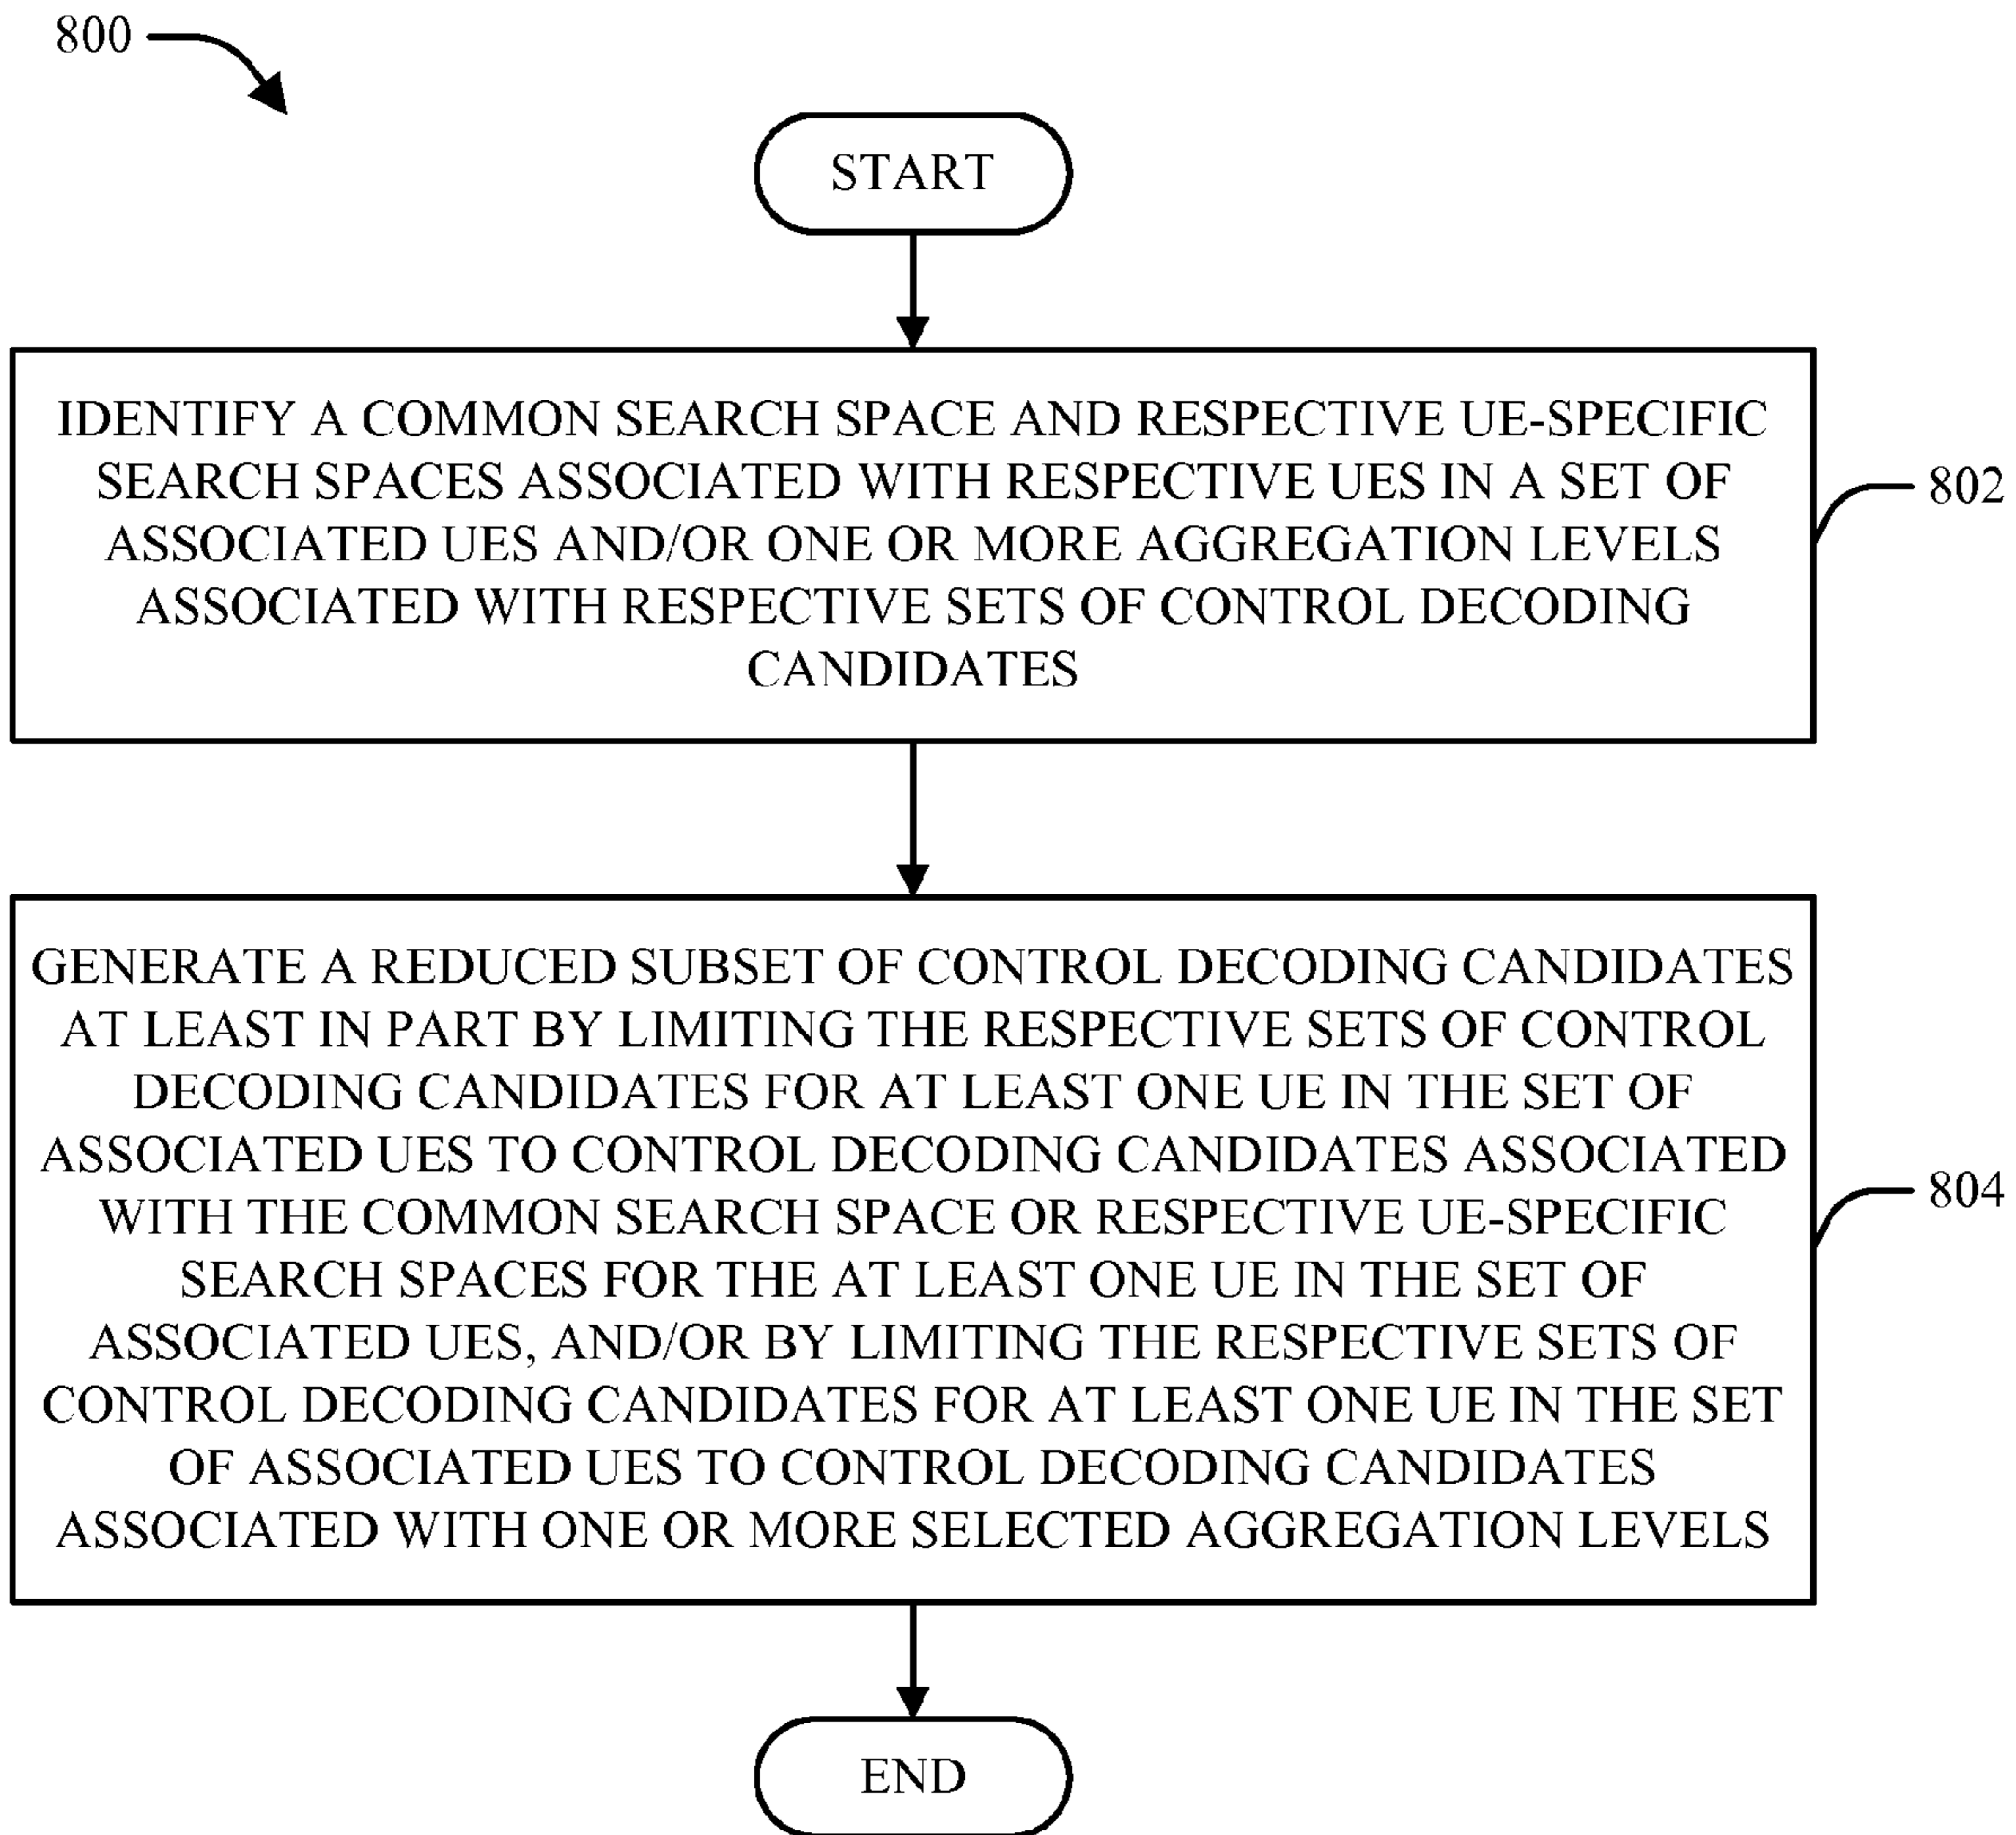 800
START
IDENTIFY A COMMON SEARCH SPACE AND RESPECTIVE UE-SPECIFIC
SEARCH SPACES ASSOCIATED WITH RESPECTIVE UES IN A SET OF
ASSOCIATED UES AND/OR ONE OR MORE AGGREGATION LEVELS
ASSOCIATED WITH RESPECTIVE SETS OF CONTROL DECODING
CANDIDATES
802
GENERATE A REDUCED SUBSET OF CONTROL DECODING CANDIDATES
AT LEAST IN PART BY LIMITING THE RESPECTIVE SETS OF CONTROL
DECODING CANDIDATES FOR AT LEAST ONE UE IN THE SET OF
ASSOCIATED UES TO CONTROL DECODING CANDIDATES ASSOCIATED
WITH THE COMMON SEARCH SPACE OR RESPECTIVE UE-SPECIFIC
SEARCH SPACES FOR THE AT LEAST ONE UE IN THE SET OF
ASSOCIATED UES, AND/OR BY LIMITING THE RESPECTIVE SETS OF
CONTROL DECODING CANDIDATES FOR AT LEAST ONE UE IN THE SET
OF ASSOCIATED UES TO CONTROL DECODING CANDIDATES
ASSOCIATED WITH ONE OR MORE SELECTED AGGREGATION LEVELS
804
END